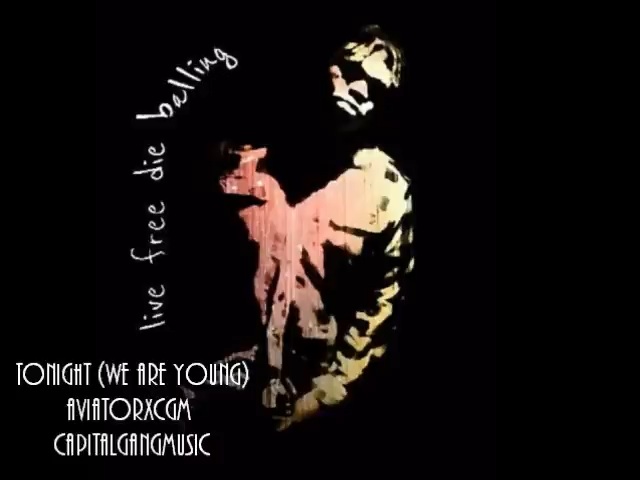 live free die balling
TONIGHT (WE ARE YOUNG)
AVIATORXCGM
CAPITALGANGMUSIC